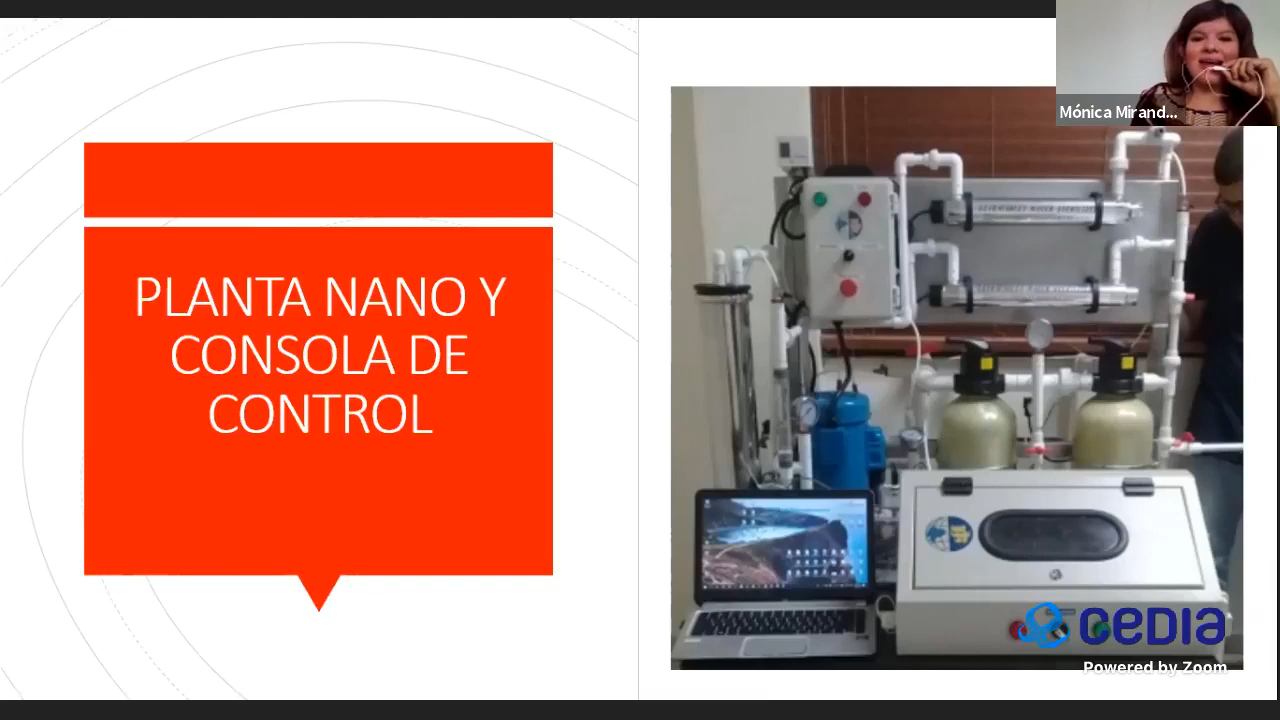 PLANTA NANO Y
CONSOLA DE
CONTROL
Mónica Mirand...
CEDIA
Powered by Zoom